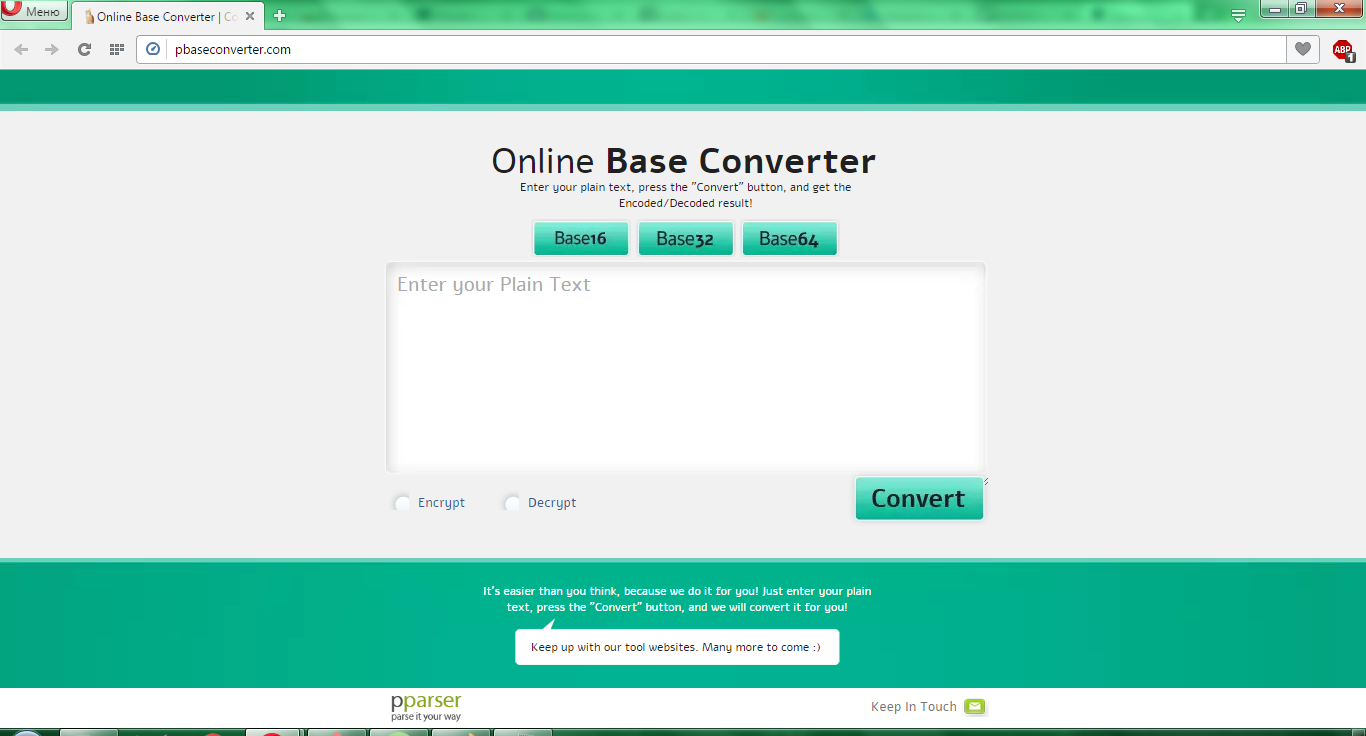 Меню
Online Base Converter | Co
pbaseconverter.com
ABP
1
Online Base Converter
Enter your plain text, press the "Convert" button, and get the
Encoded/Decoded result!
Base16 Base32 Base64
Enter your Plain Text
Encrypt Decrypt
Convert
It's easier than you think, because we do it for you! Just enter your plain
text, press the "Convert" button, and we will convert it for you!
Keep up with our tool websites. Many more to come :)
pparser
parse it your way
Keep In Touch